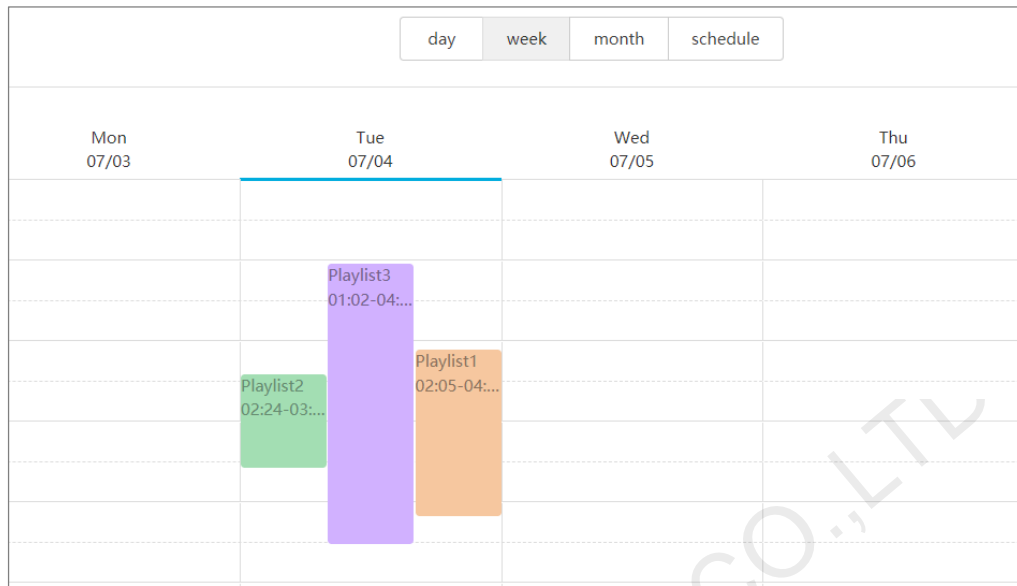 day week month schedule
Mon Tue Wed Thu
07/03 07/04 07/05 07/06
Playlist3
01:02-04:...
Playlist1
02:05-04:...
Playlist2
02:24-03:...
CO.,LTD